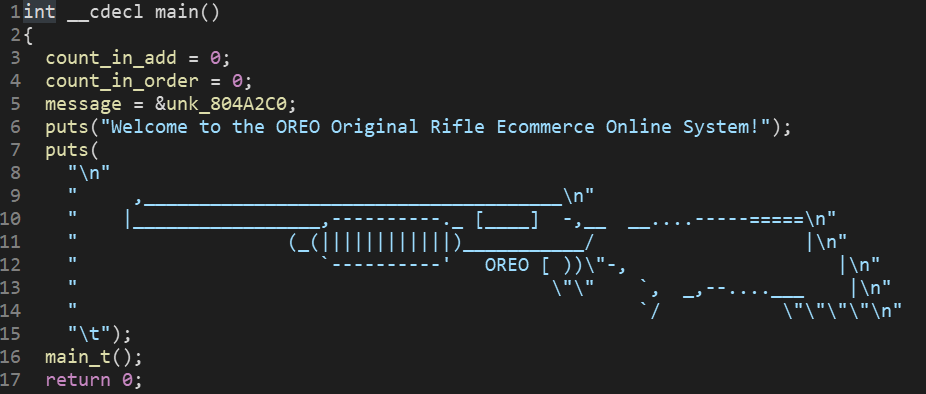 1 int __cdecl main()
2 {
3   count_in_add = 0;
4   count_in_order = 0;
5   message = &unk_804A2C0;
6   puts("Welcome to the OREO Original Rifle Ecommerce Online System!");
7   puts(
8     "\n"
9     "     ,______________________________________\n"
10     "    |_________________,----------._ [____]  -,__  __....-----=====\n"
11     "                   (_(||||||||||||)___________/                   |\n"
12     "                      `----------'   OREO [ ))\"-,                   |\n"
13     "                                           \"\"    `,  _,--....___    |\n"
14     "                                                   `/           \"\"\"\"\n"
15     "\t");
16   main_t();
17   return 0;